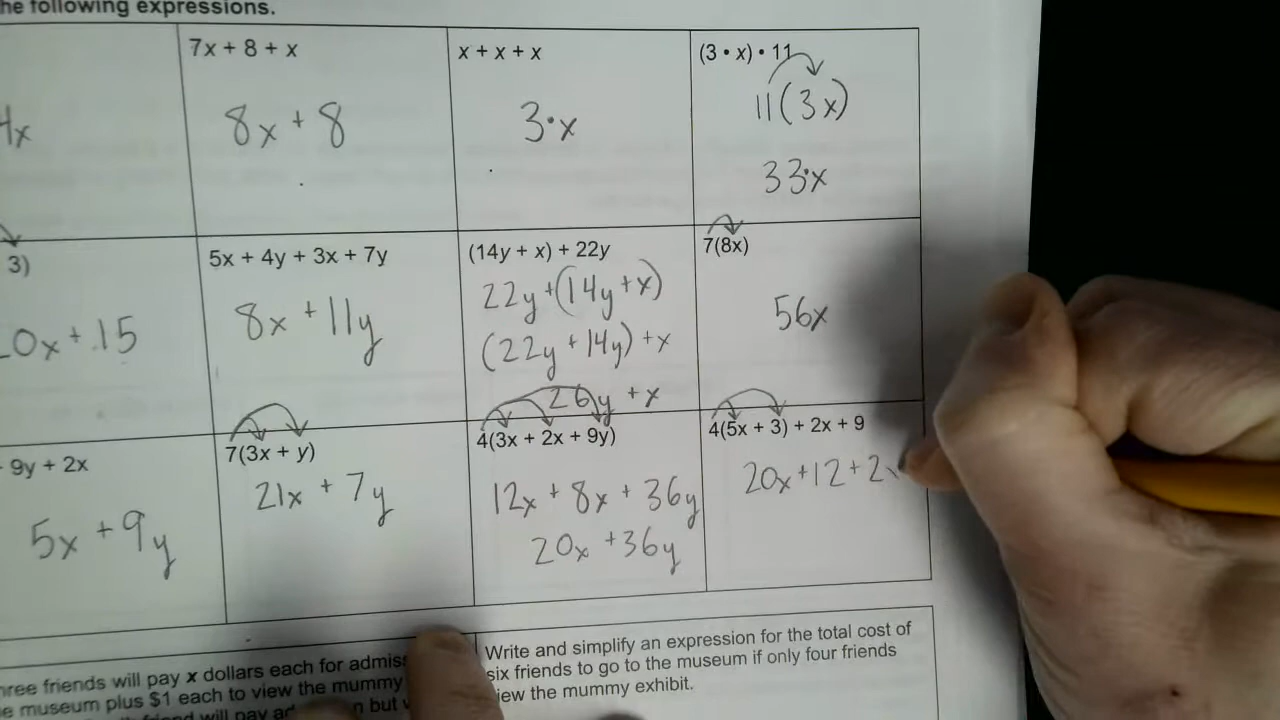 he following expressions.
7x + 8 + x
x + x + x
(3 • x) • 11
4x
8x + 8
3·x
11(3x)
33·x
3)
5x + 4y + 3x + 7y
(14y + x) + 22y
7(8x)
0x + 15
8x + 11y
22y + (14y + x)
(22y + 14y) + x
26y + x
56x
9y + 2x
7(3x + y)
4(3x + 2x + 9y)
4(5x + 3) + 2x + 9
5x + 9y
21x + 7y
12x + 8x + 36y
20x + 36y
20x + 12 + 2x
hree friends will pay x dollars each for admis
e museum plus $1 each to view the mummy
will pay ad n but
Write and simplify an expression for the total cost of
six friends to go to the museum if only four friends
iew the mummy exhibit.